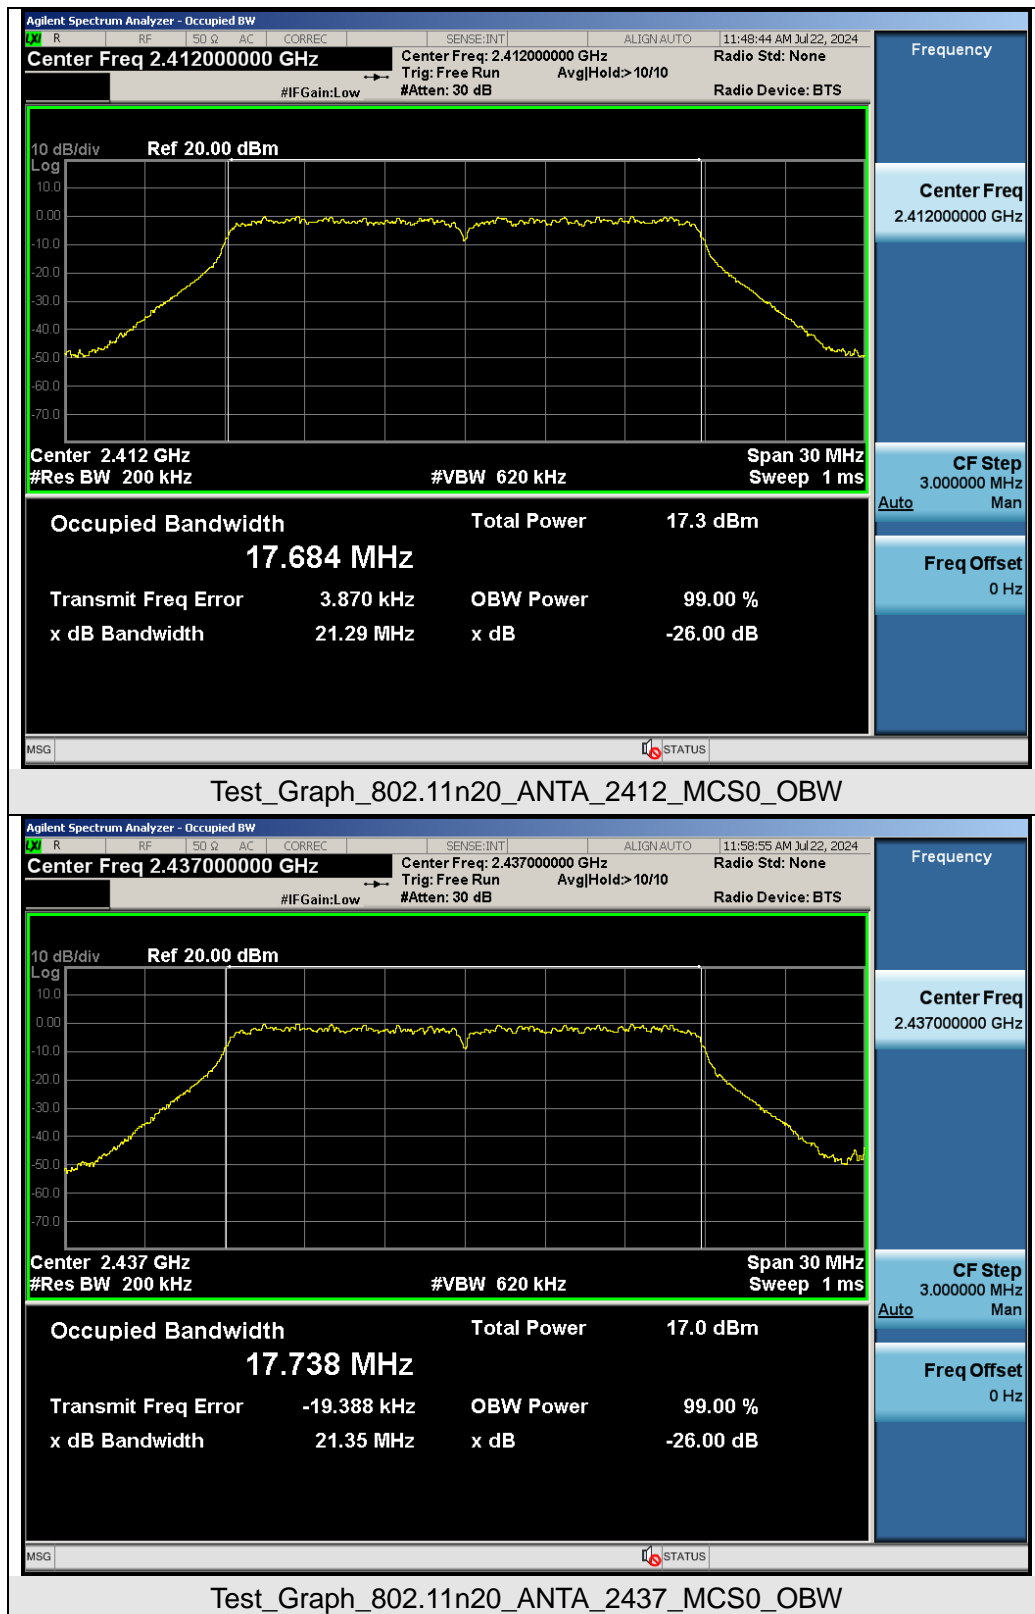 Agilent Spectrum Analyzer - Occupied BW
LXI R RF 50 Ω AC CORREC SENSE:INT ALIGN AUTO 11:48:44 AM Jul 22, 2024
Center Freq 2.412000000 GHz Center Freq: 2.412000000 GHz Radio Std: None Frequency
Trig: Free Run Avg|Hold:> 10/10
#IFGain:Low #Atten: 30 dB Radio Device: BTS
10 dB/div Ref 20.00 dBm
Log
10.0
0.00
-10.0
-20.0
-30.0
-40.0
-50.0
-60.0
-70.0
Center Freq
2.412000000 GHz
Center 2.412 GHz Span 30 MHz
#Res BW 200 kHz #VBW 620 kHz Sweep 1 ms
CF Step
3.000000 MHz
Auto Man
Occupied Bandwidth Total Power 17.3 dBm
17.684 MHz
Freq Offset
0 Hz
Transmit Freq Error 3.870 kHz OBW Power 99.00 %
x dB Bandwidth 21.29 MHz x dB -26.00 dB
MSG STATUS
Test_Graph_802.11n20_ANTA_2412_MCS0_OBW
Agilent Spectrum Analyzer - Occupied BW
LXI R RF 50 Ω AC CORREC SENSE:INT ALIGN AUTO 11:58:55 AM Jul 22, 2024
Center Freq 2.437000000 GHz Center Freq: 2.437000000 GHz Radio Std: None Frequency
Trig: Free Run Avg|Hold:> 10/10
#IFGain:Low #Atten: 30 dB Radio Device: BTS
10 dB/div Ref 20.00 dBm
Log
10.0
0.00
-10.0
-20.0
-30.0
-40.0
-50.0
-60.0
-70.0
Center Freq
2.437000000 GHz
Center 2.437 GHz Span 30 MHz
#Res BW 200 kHz #VBW 620 kHz Sweep 1 ms
CF Step
3.000000 MHz
Auto Man
Occupied Bandwidth Total Power 17.0 dBm
17.738 MHz
Freq Offset
0 Hz
Transmit Freq Error -19.388 kHz OBW Power 99.00 %
x dB Bandwidth 21.35 MHz x dB -26.00 dB
MSG STATUS
Test_Graph_802.11n20_ANTA_2437_MCS0_OBW